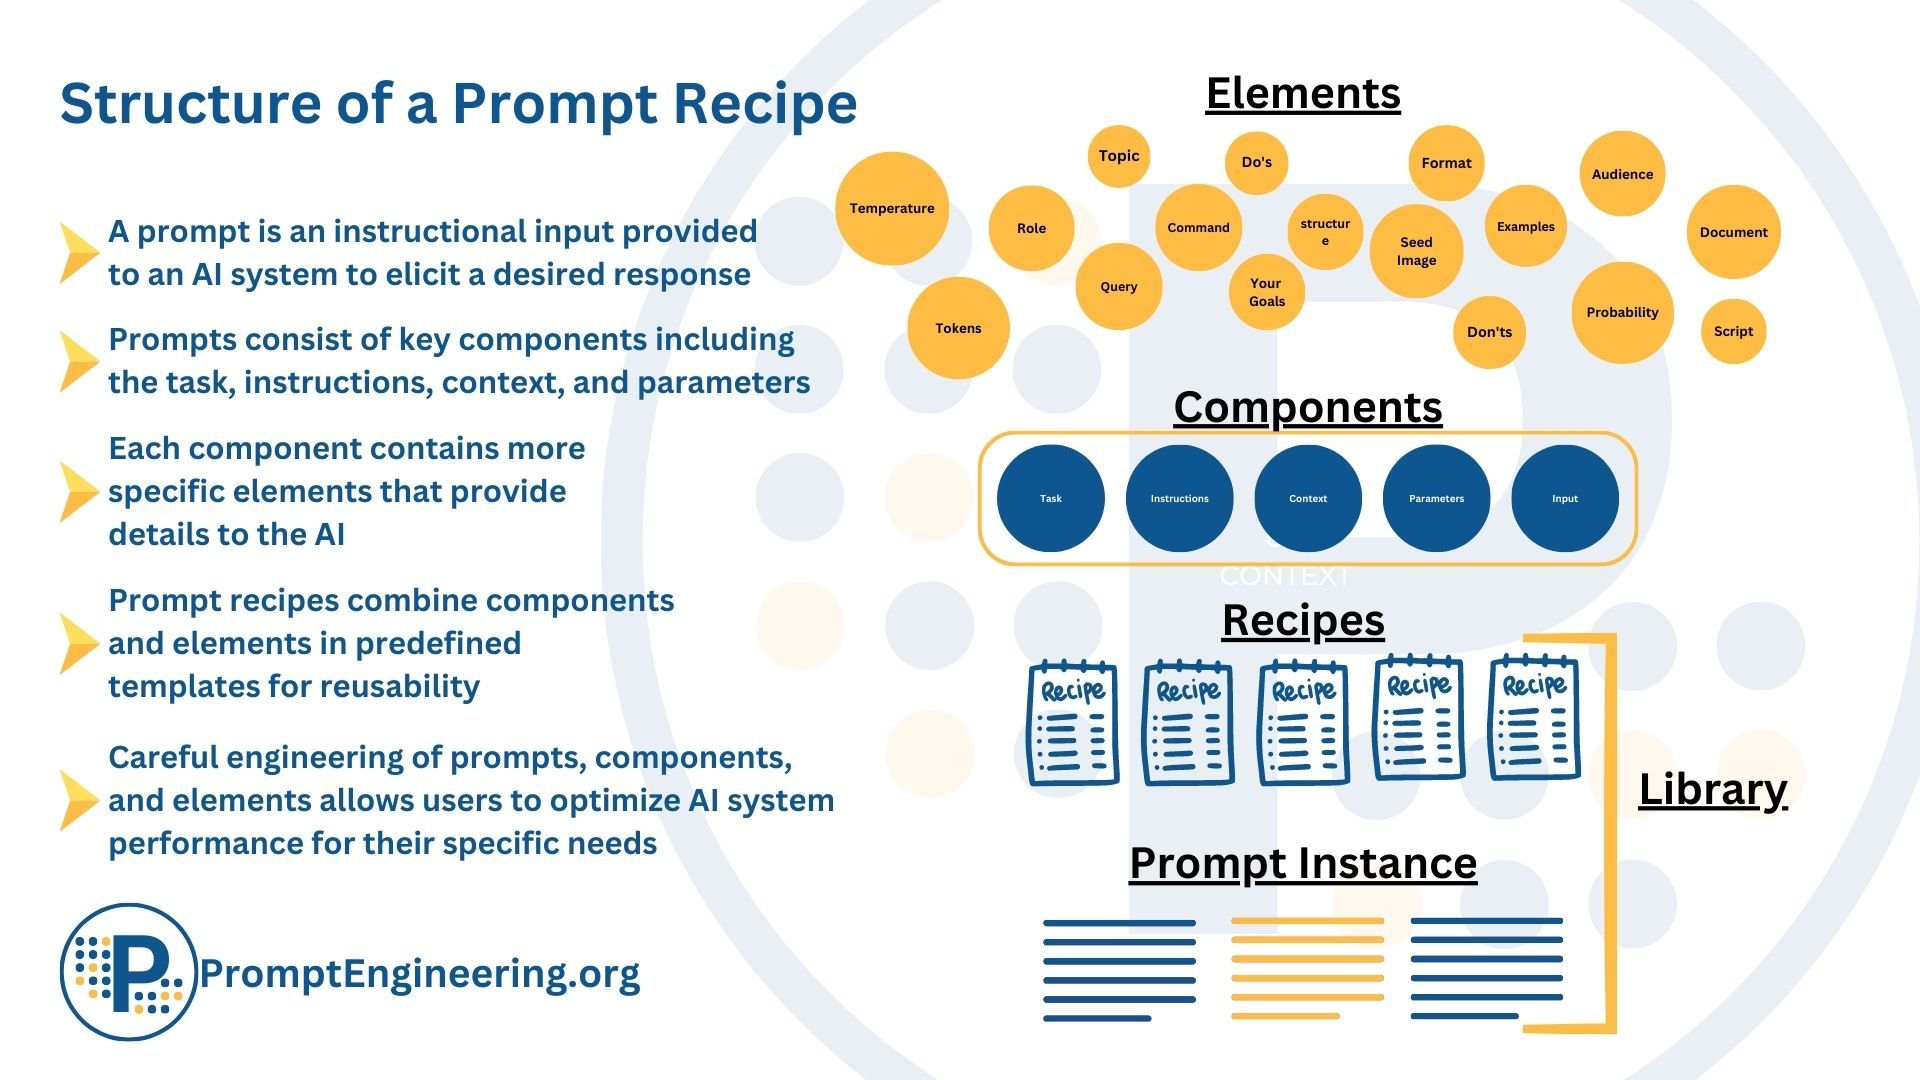 Structure of a Prompt Recipe
A prompt is an instructional input provided
to an AI system to elicit a desired response
Prompts consist of key components including
the task, instructions, context, and parameters
Each component contains more
specific elements that provide
details to the AI
Prompt recipes combine components
and elements in predefined
templates for reusability
Careful engineering of prompts, components,
and elements allows users to optimize AI system
performance for their specific needs
P
PromptEngineering.org
Elements
Temperature
Tokens
Role
Topic
Query
Command
Do's
Your
Goals
structur
e
Seed
Image
Format
Examples
Don'ts
Audience
Probability
Document
Script
Components
Task
Instructions
Context
Parameters
Input
CONTEXT
Recipes
Recipe
Recipe
Recipe
Recipe
Recipe
Library
Prompt Instance